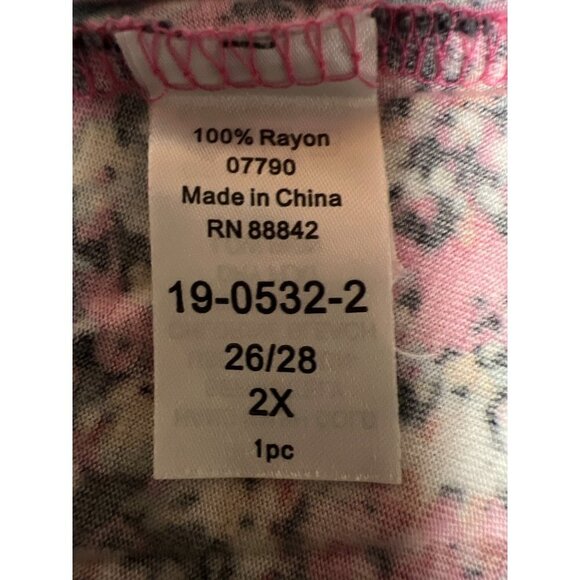 100% Rayon
07790
Made in China
RN 88842
19-0532-2
26/28
2X
1pc